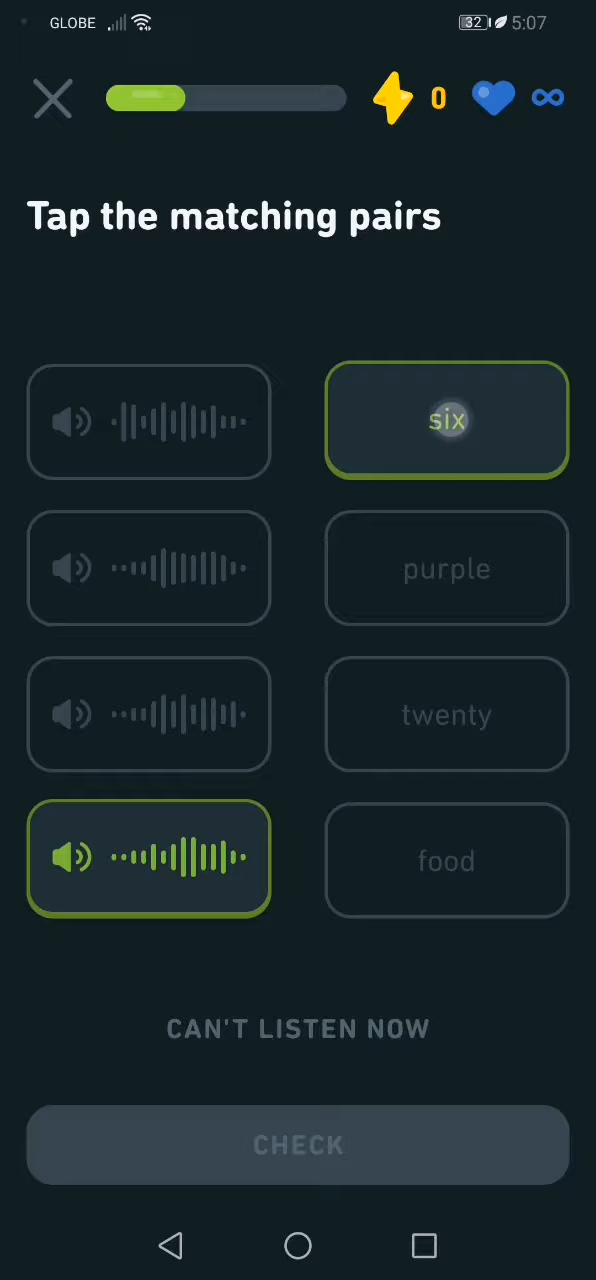 GLOBE 32 5:07
0 ∞
Tap the matching pairs
six
purple
twenty
food
CAN'T LISTEN NOW
CHECK